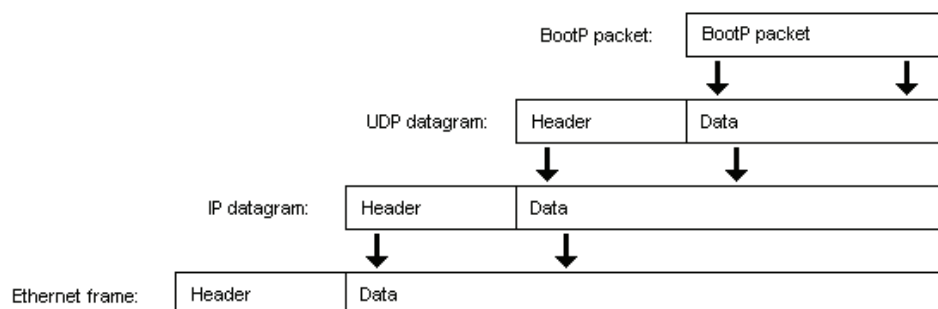 BootP packet: BootP packet
UDP datagram: Header Data
IP datagram: Header Data
Ethernet frame: Header Data